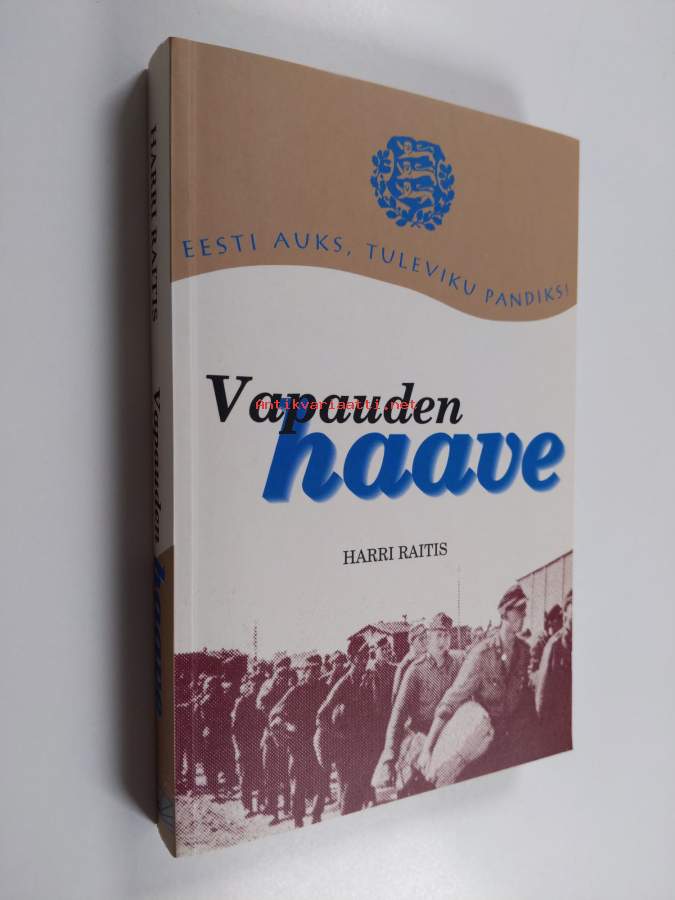 EESTI AUKS, TULEVIKU PANDIKS!
Vapauden
Antikvariaatti.net
haave
HARRI RAITIS
HARRI RAITIS Vapauden haave